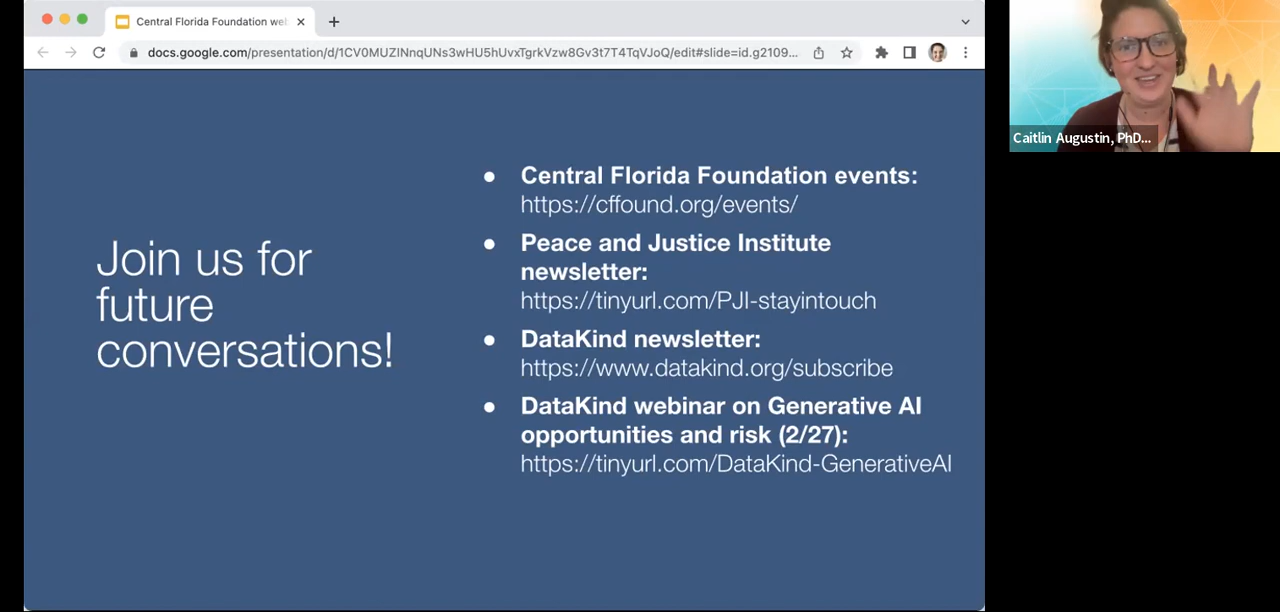 Central Florida Foundation web
docs.google.com/presentation/d/1CV0MUZINnqUNs3wHU5hUvxTgrkVzw8Gv3t7T4TqVJoQ/edit#slide=id.g2109...
Join us for
future
conversations!
● Central Florida Foundation events:
https://cffound.org/events/
● Peace and Justice Institute
newsletter:
https://tinyurl.com/PJI-stayintouch
● DataKind newsletter:
https://www.datakind.org/subscribe
● DataKind webinar on Generative AI
opportunities and risk (2/27):
https://tinyurl.com/DataKind-GenerativeAI
Caitlin Augustin, PhD...